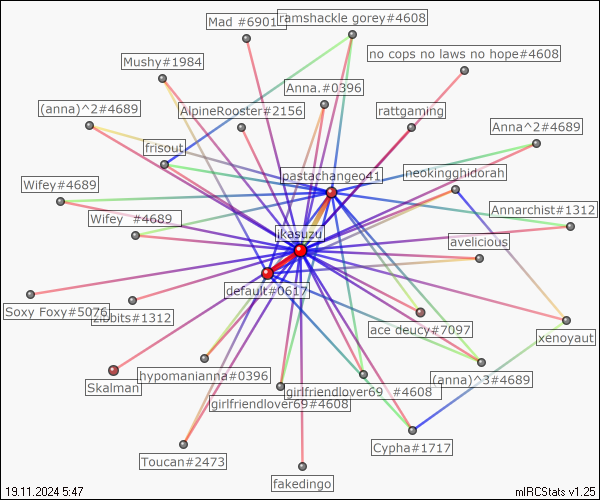 Mad #6901
ramshackle gorey#4608
no cops no laws no hope#4608
Mushy#1984
Anna.#0396
(anna)^2#4689
AlpineRooster#2156
rattgaming
Anna^2#4689
frisout
pastachangeo41
neokingghidorah
Wifey#4689
Annarchist#1312
Wifey #4689
ikasuzu
avelicious
default#0617
Soxy Foxy#5076
zibbits#1312
ace deucy#7097
xenoyaut
hypomanianna#0396
(anna)^3#4689
Skalman
girlfriendlover69 #4608
girlfriendlover69#4608
Cypha#1717
Toucan#2473
fakedingo
19.11.2024 5:47
mIRCStats v1.25